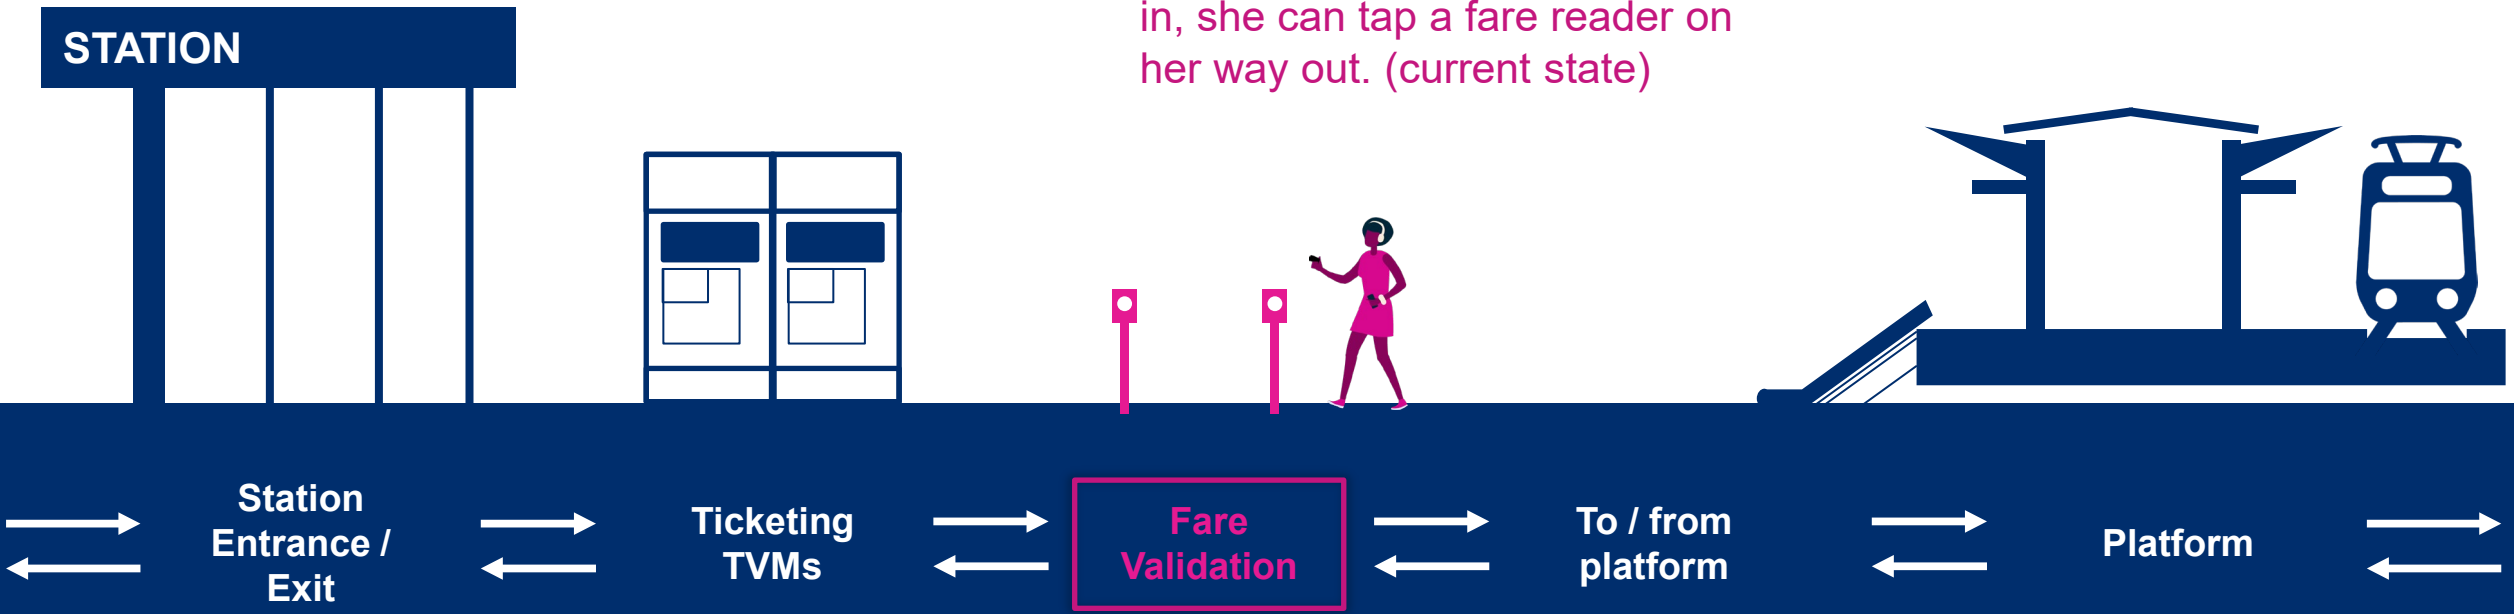 in, she can tap a fare reader on
her way out. (current state)
STATION
Station
Entrance /
Exit
Ticketing
TVMs
Fare
Validation
To / from
platform
Platform